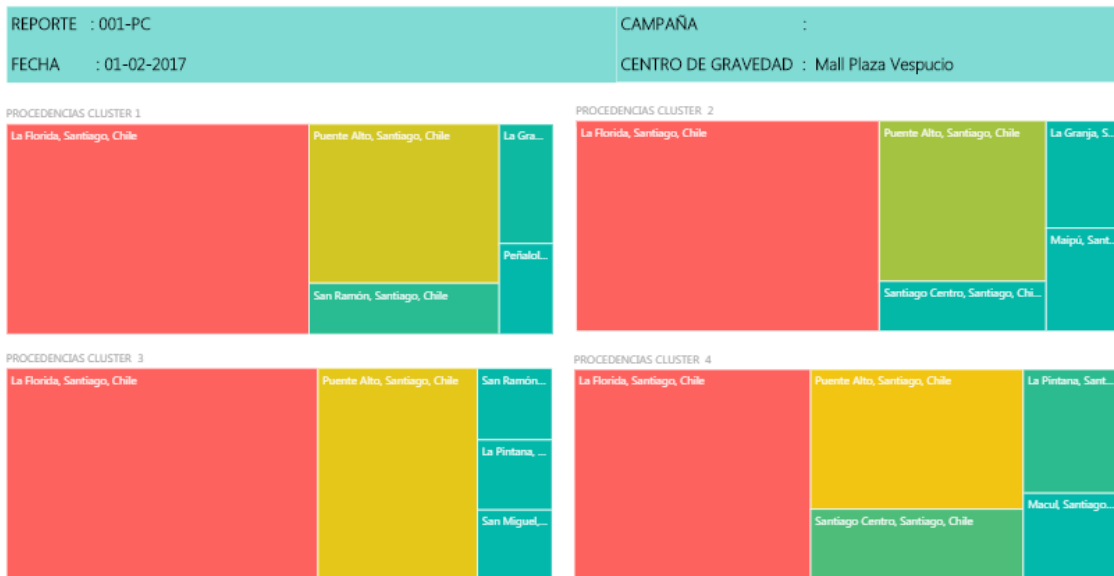 REPORTE : 001-PC
CAMPAÑA :
FECHA : 01-02-2017
CENTRO DE GRAVEDAD : Mall Plaza Vespucio
PROCEDENCIAS CLUSTER 1
La Florida, Santiago, Chile
Puente Alto, Santiago, Chile
La Gra...
Peñalol...
San Ramón, Santiago, Chile
PROCEDENCIAS CLUSTER 2
La Florida, Santiago, Chile
Puente Alto, Santiago, Chile
La Granja, S...
Maipú, Sant...
Santiago Centro, Santiago, Chi...
PROCEDENCIAS CLUSTER 3
La Florida, Santiago, Chile
Puente Alto, Santiago, Chile
San Ramón...
La Pintana, ...
San Miguel,...
PROCEDENCIAS CLUSTER 4
La Florida, Santiago, Chile
Puente Alto, Santiago, Chile
La Pintana, Sant...
Macul, Santiago...
Santiago Centro, Santiago, Chile